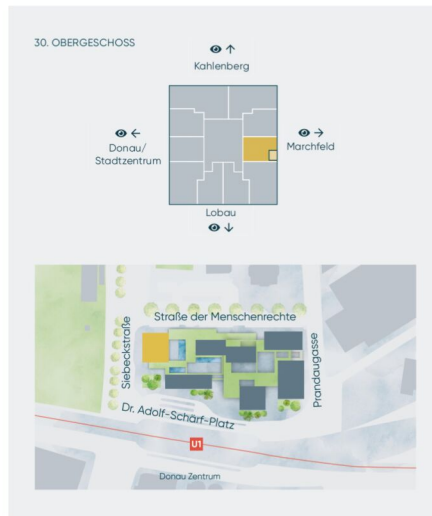 30. OBERGESCHOSS
Kahlenberg
Donau/
Stadtzentrum
Marchfeld
Lobau
Straße der Menschenrechte
Siebeckstraße
Prandaugasse
Dr. Adolf-Schärf-Platz
U1
Donau Zentrum